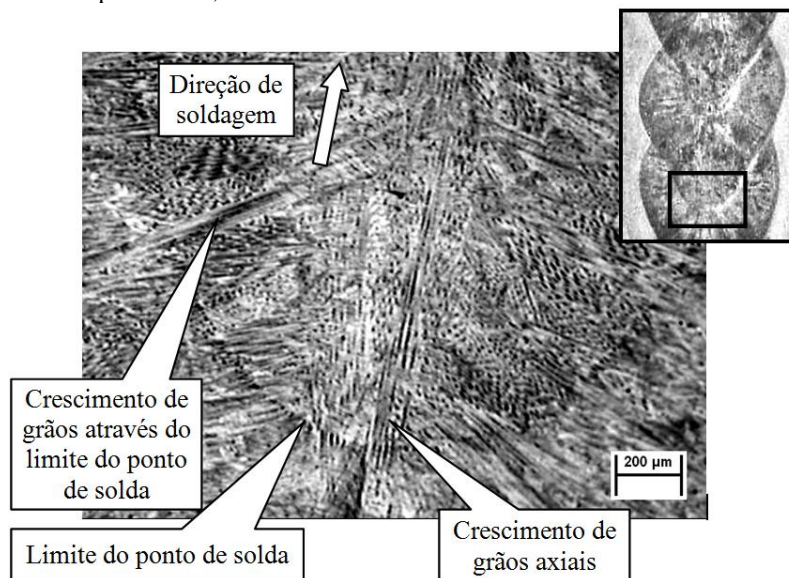 Direção de
soldagem
Crescimento de
grãos através do
limite do ponto
de solda
200 µm
Limite do ponto de solda
Crescimento de
grãos axiais